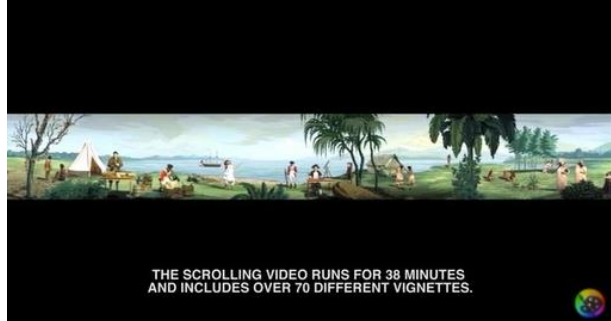 THE SCROLLING VIDEO RUNS FOR 38 MINUTES
AND INCLUDES OVER 70 DIFFERENT VIGNETTES.